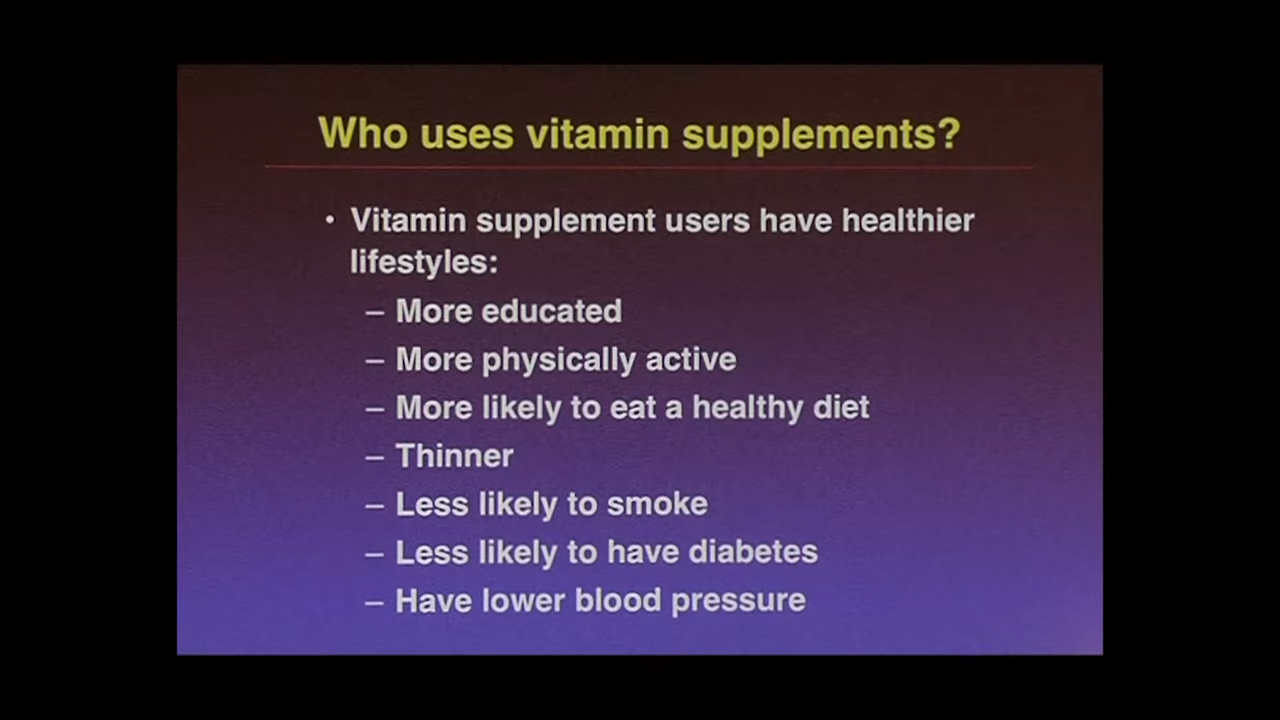 Who uses vitamin supplements?
• Vitamin supplement users have healthier
lifestyles:
– More educated
– More physically active
– More likely to eat a healthy diet
– Thinner
– Less likely to smoke
– Less likely to have diabetes
– Have lower blood pressure